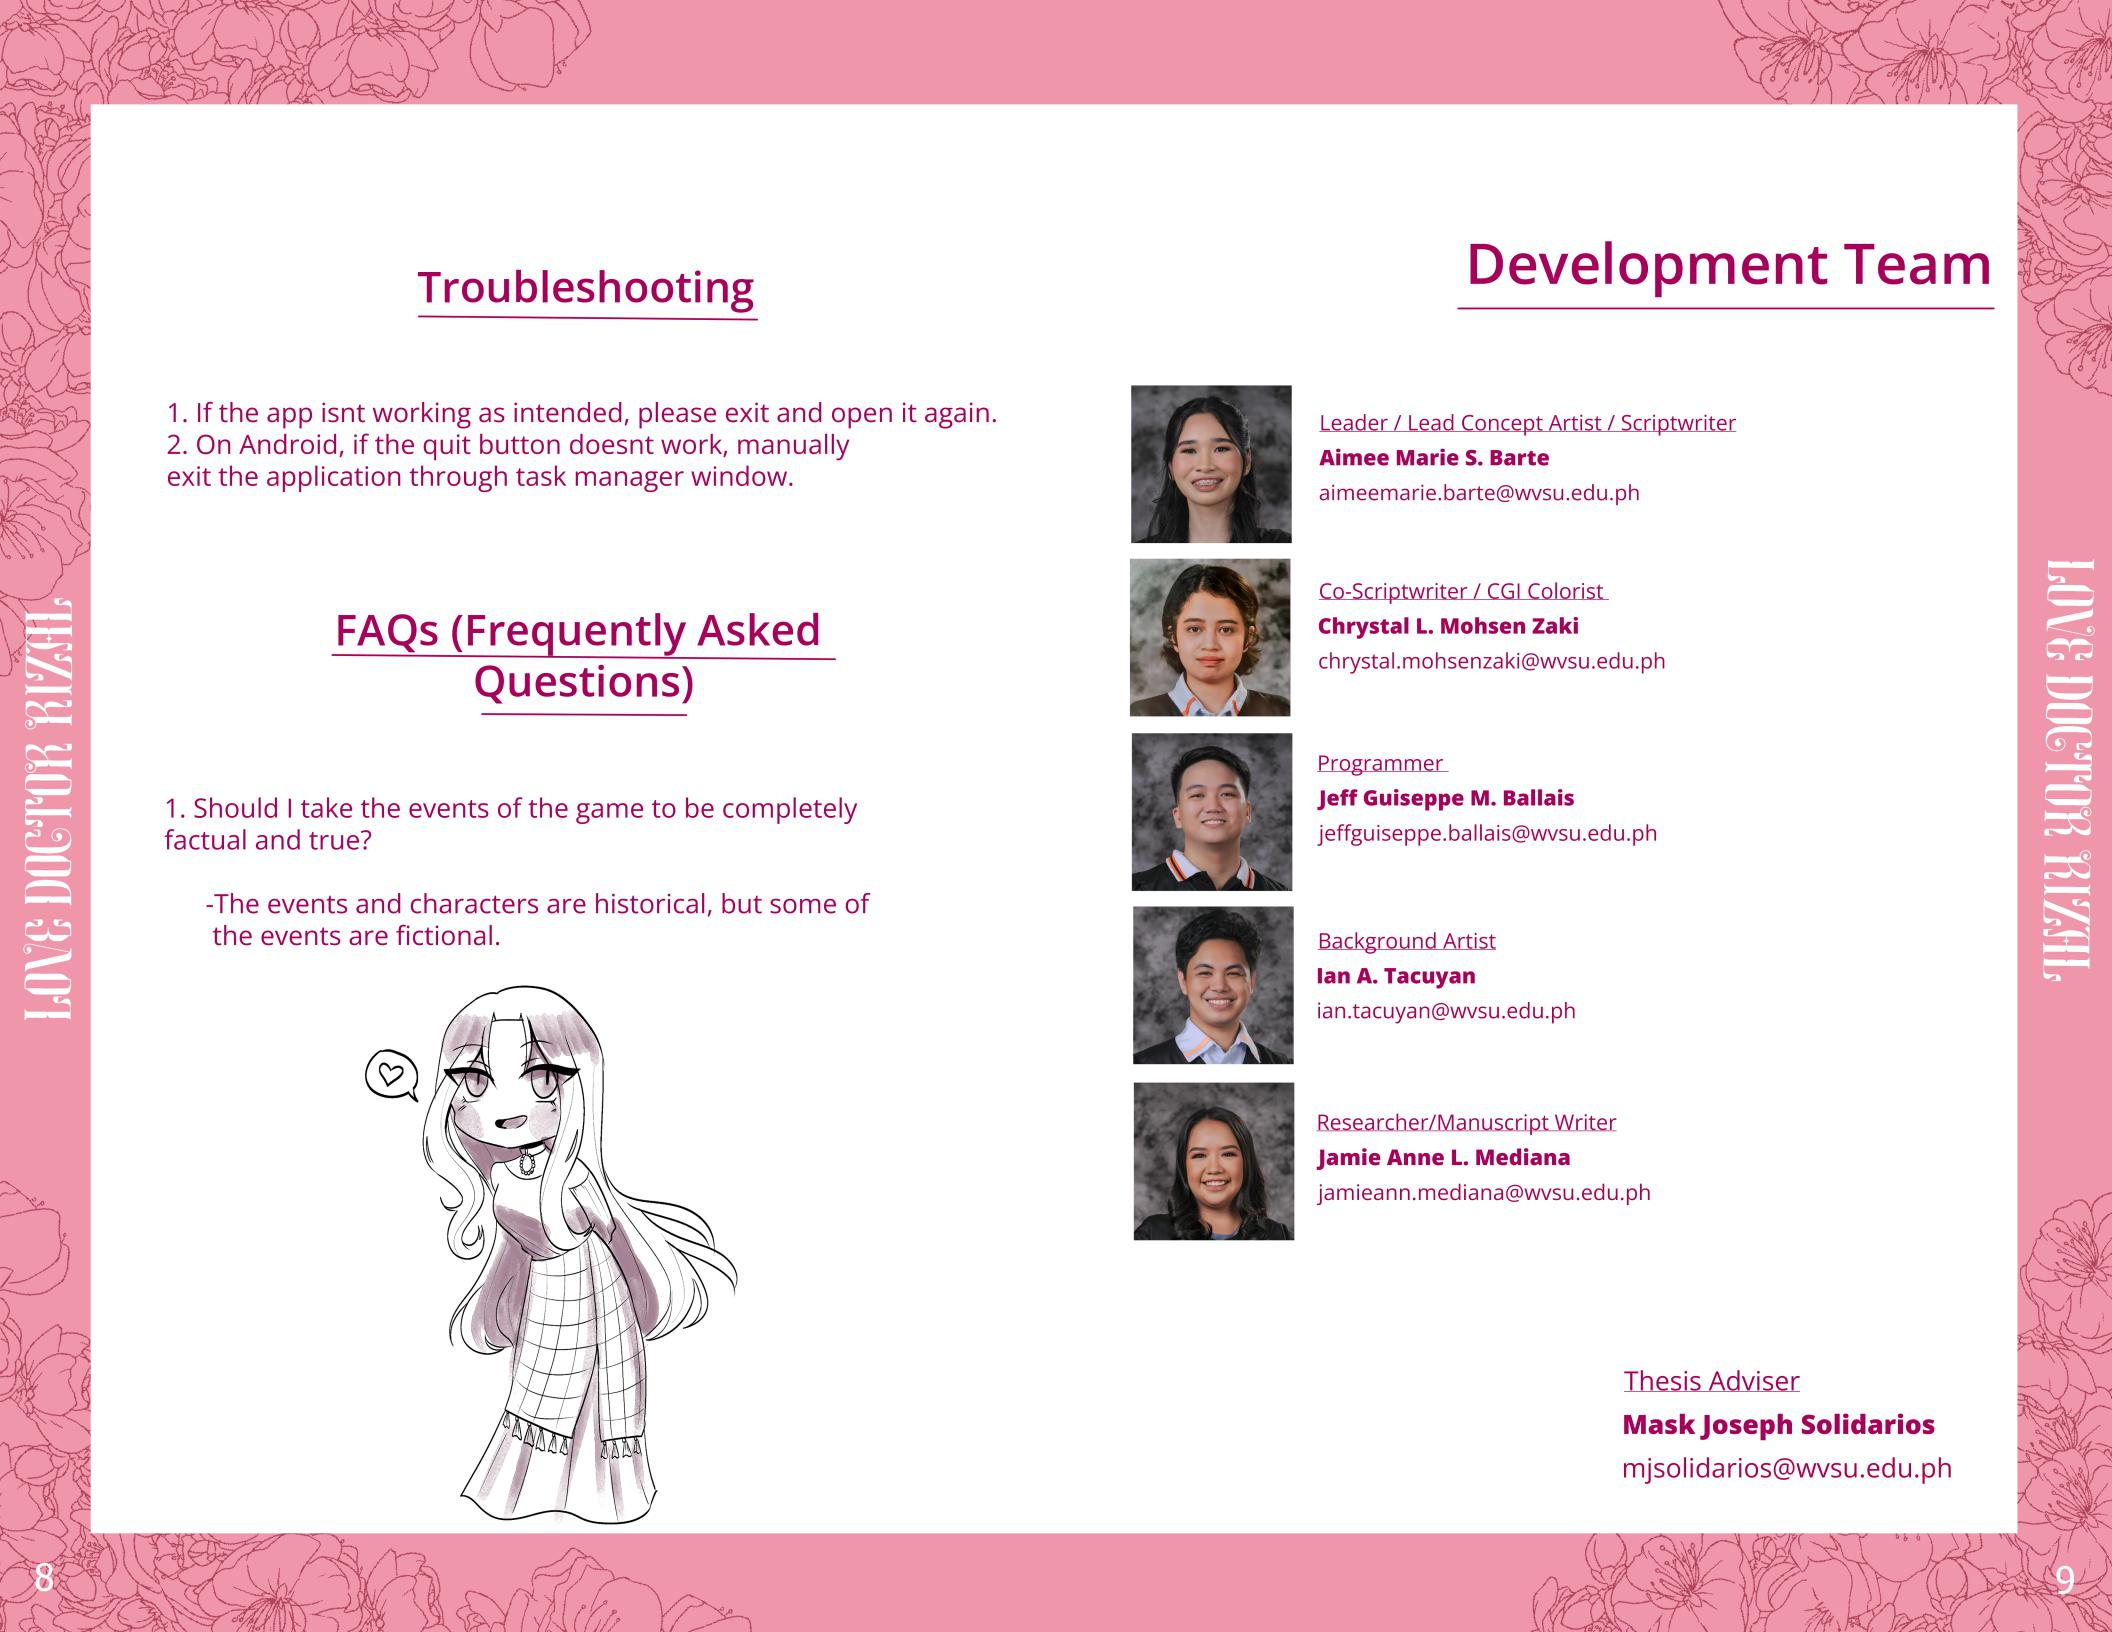 LOVE DOCTOR RIZAL
Troubleshooting
1. If the app isnt working as intended, please exit and open it again.
2. On Android, if the quit button doesnt work, manually
exit the application through task manager window.
FAQs (Frequently Asked
Questions)
1. Should I take the events of the game to be completely
factual and true?
-The events and characters are historical, but some of
the events are fictional.
8
Development Team
Leader / Lead Concept Artist / Scriptwriter
Aimee Marie S. Barte
aimeemarie.barte@wvsu.edu.ph
Co-Scriptwriter / CGI Colorist
Chrystal L. Mohsen Zaki
chrystal.mohsenzaki@wvsu.edu.ph
Programmer
Jeff Guiseppe M. Ballais
jeffguiseppe.ballais@wvsu.edu.ph
Background Artist
Ian A. Tacuyan
ian.tacuyan@wvsu.edu.ph
Researcher/Manuscript Writer
Jamie Anne L. Mediana
jamieann.mediana@wvsu.edu.ph
Thesis Adviser
Mask Joseph Solidarios
mjsolidarios@wvsu.edu.ph
LOVE DOCTOR RIZAL
9